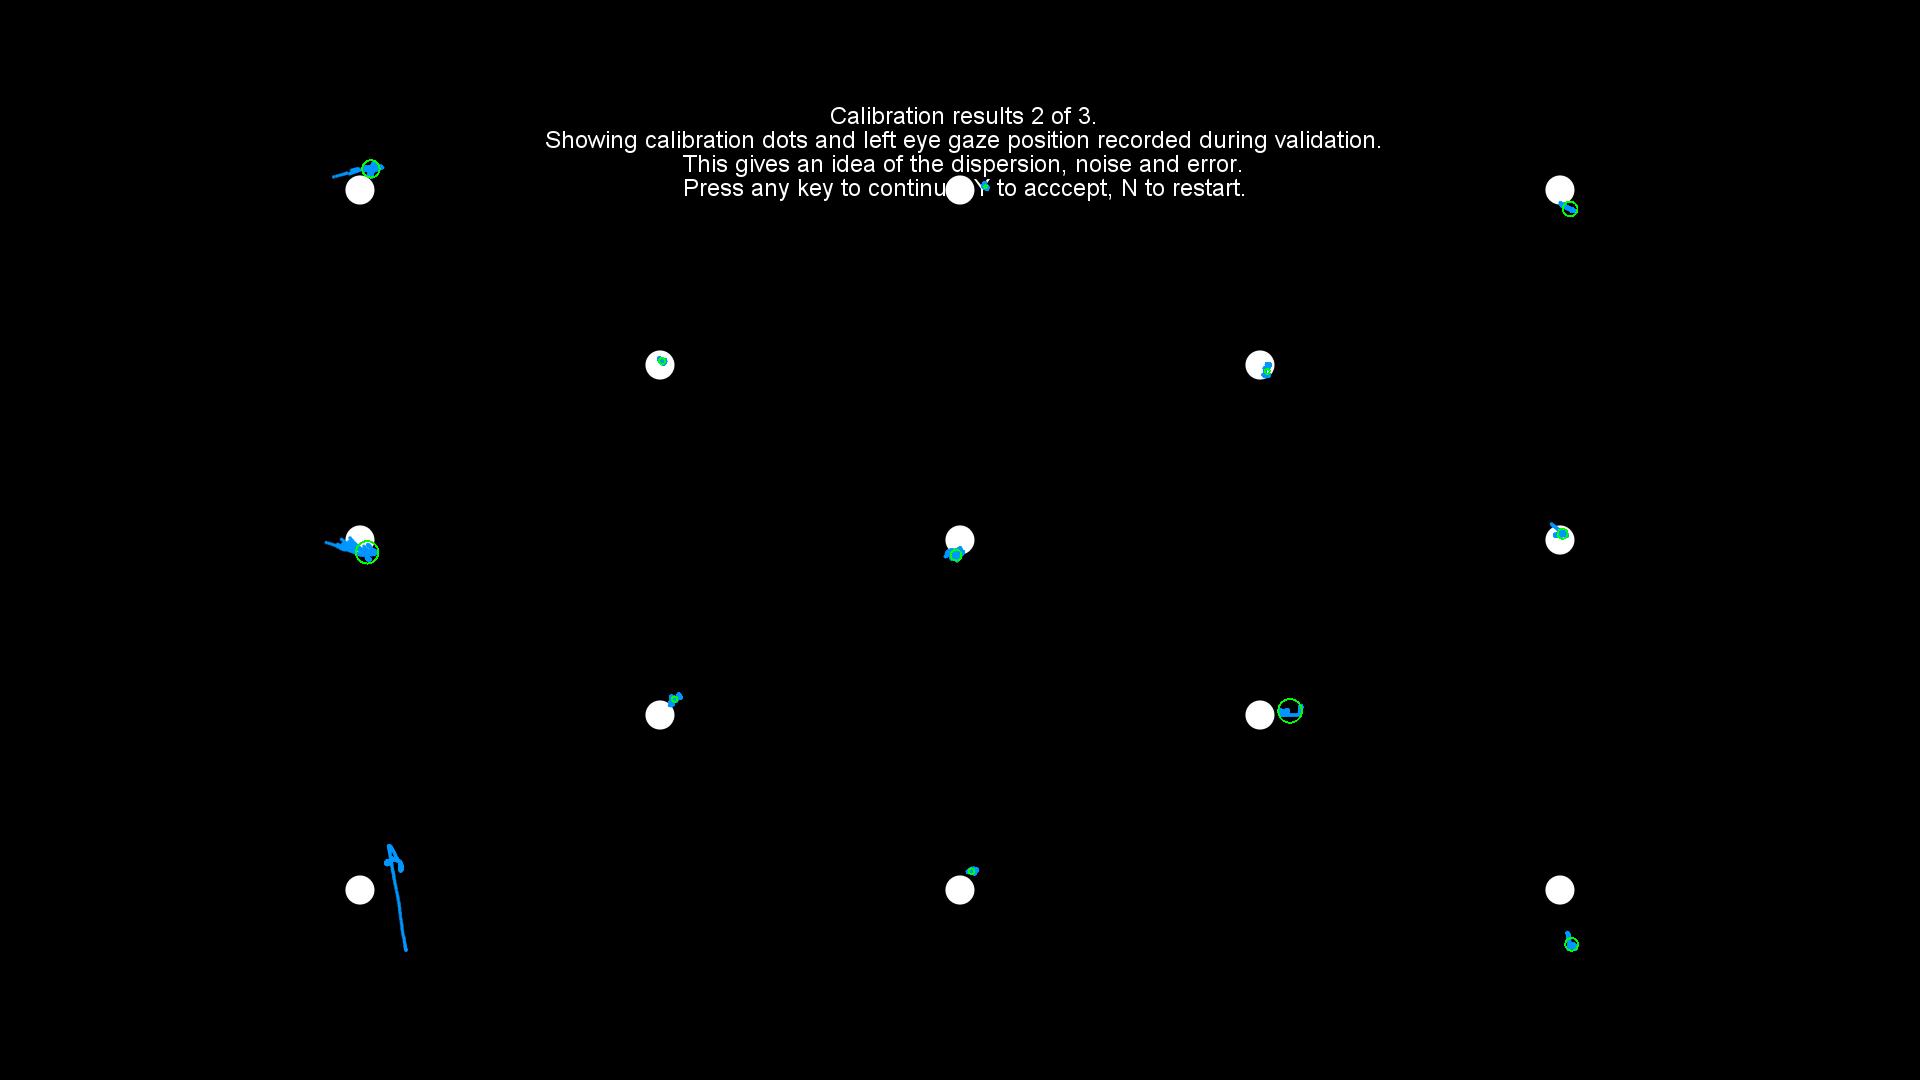 Calibration results 2 of 3.
Showing calibration dots and left eye gaze position recorded during validation.
This gives an idea of the dispersion, noise and error.
Press any key to continu Y to acccept, N to restart.